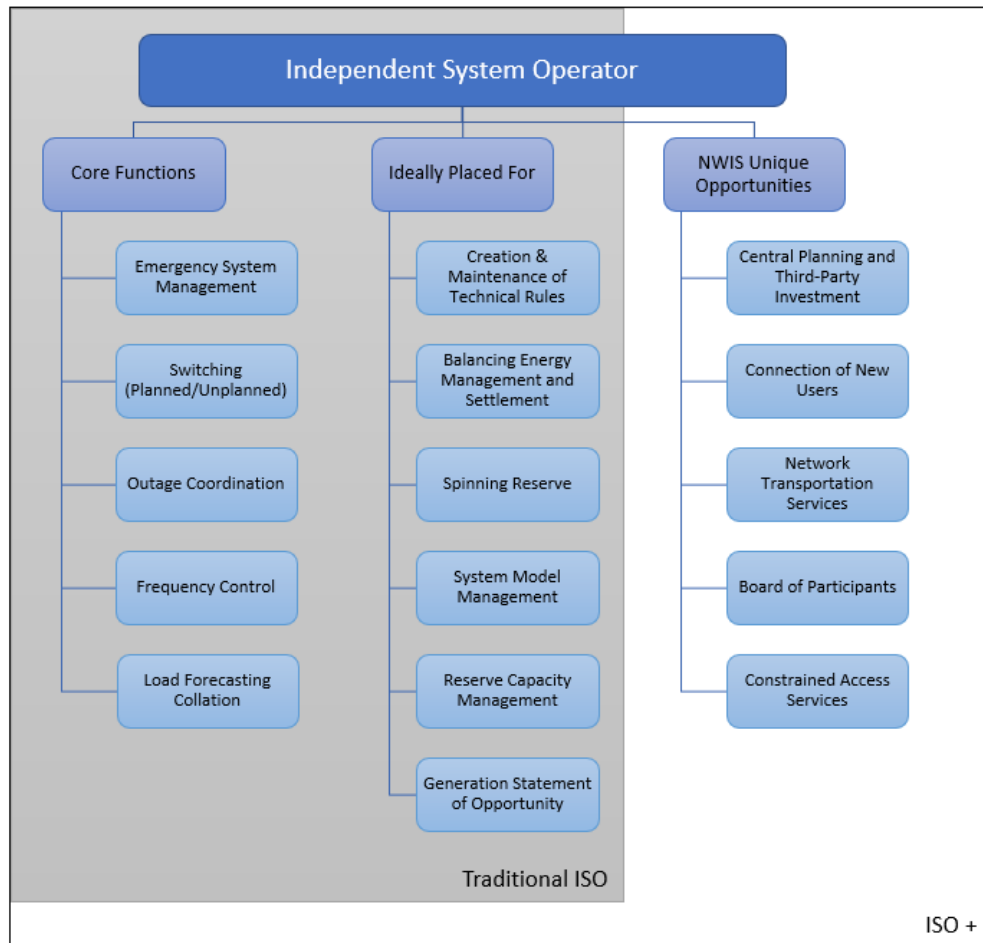 Independent System Operator
Core Functions
Emergency System
Management
Switching
(Planned/Unplanned)
Outage Coordination
Frequency Control
Load Forecasting
Collation
Ideally Placed For
Creation &
Maintenance of
Technical Rules
Balancing Energy
Management and
Settlement
Spinning Reserve
System Model
Management
Reserve Capacity
Management
Generation Statement
of Opportunity
NWIS Unique
Opportunities
Central Planning and
Third-Party
Investment
Connection of New
Users
Network
Transportation
Services
Board of Participants
Constrained Access
Services
Traditional ISO
ISO +